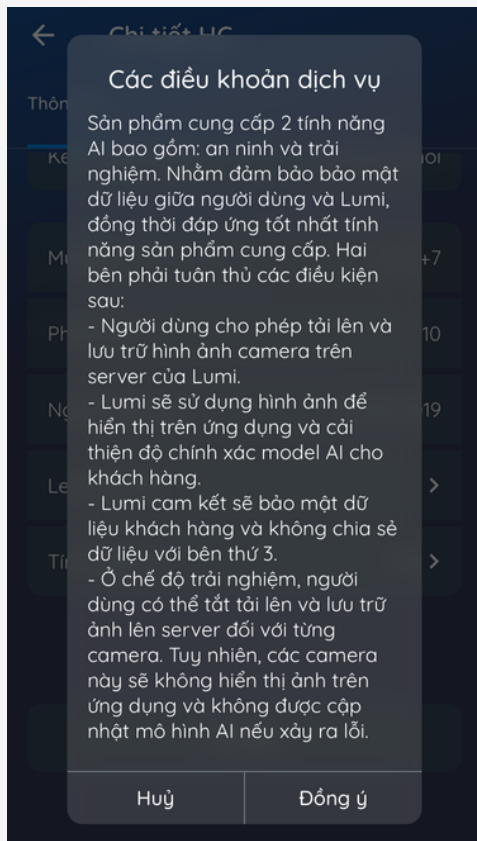 Chi tiết HC
Các điều khoản dịch vụ
Sản phẩm cung cấp 2 tính năng
AI bao gồm: an ninh và trải
nghiệm. Nhằm đảm bảo bảo mật
dữ liệu giữa người dùng và Lumi,
đồng thời đáp ứng tốt nhất tính
năng sản phẩm cung cấp. Hai
bên phải tuân thủ các điều kiện
sau:
- Người dùng cho phép tải lên và
lưu trữ hình ảnh camera trên
server của Lumi.
- Lumi sẽ sử dụng hình ảnh để
hiển thị trên ứng dụng và cải
thiện độ chính xác model AI cho
khách hàng.
- Lumi cam kết sẽ bảo mật dữ
liệu khách hàng và không chia sẻ
dữ liệu với bên thứ 3.
- Ở chế độ trải nghiệm, người
dùng có thể tắt tải lên và lưu trữ
ảnh lên server đối với từng
camera. Tuy nhiên, các camera
này sẽ không hiển thị ảnh trên
ứng dụng và không được cập
nhật mô hình AI nếu xảy ra lỗi.
Huỷ
Đồng ý